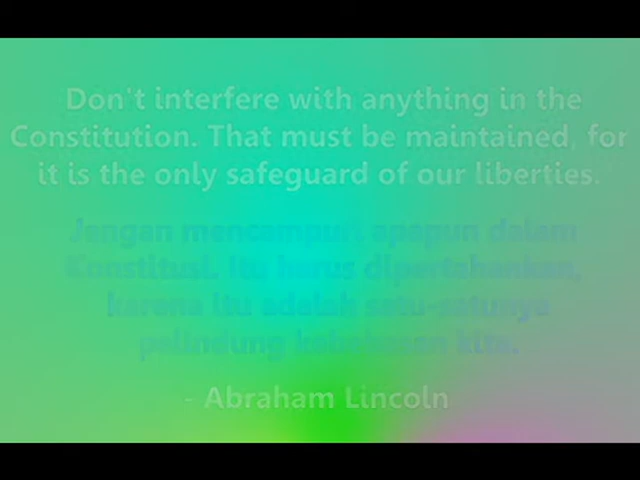 Don't interfere with anything in the
Constitution. That must be maintained, for
it is the only safeguard of our liberties.
Jangan mencampuri apapun dalam
Konstitusi. Itu harus dipertahankan,
karena itu adalah satu-satunya
pelindung kebebasan kita.
- Abraham Lincoln